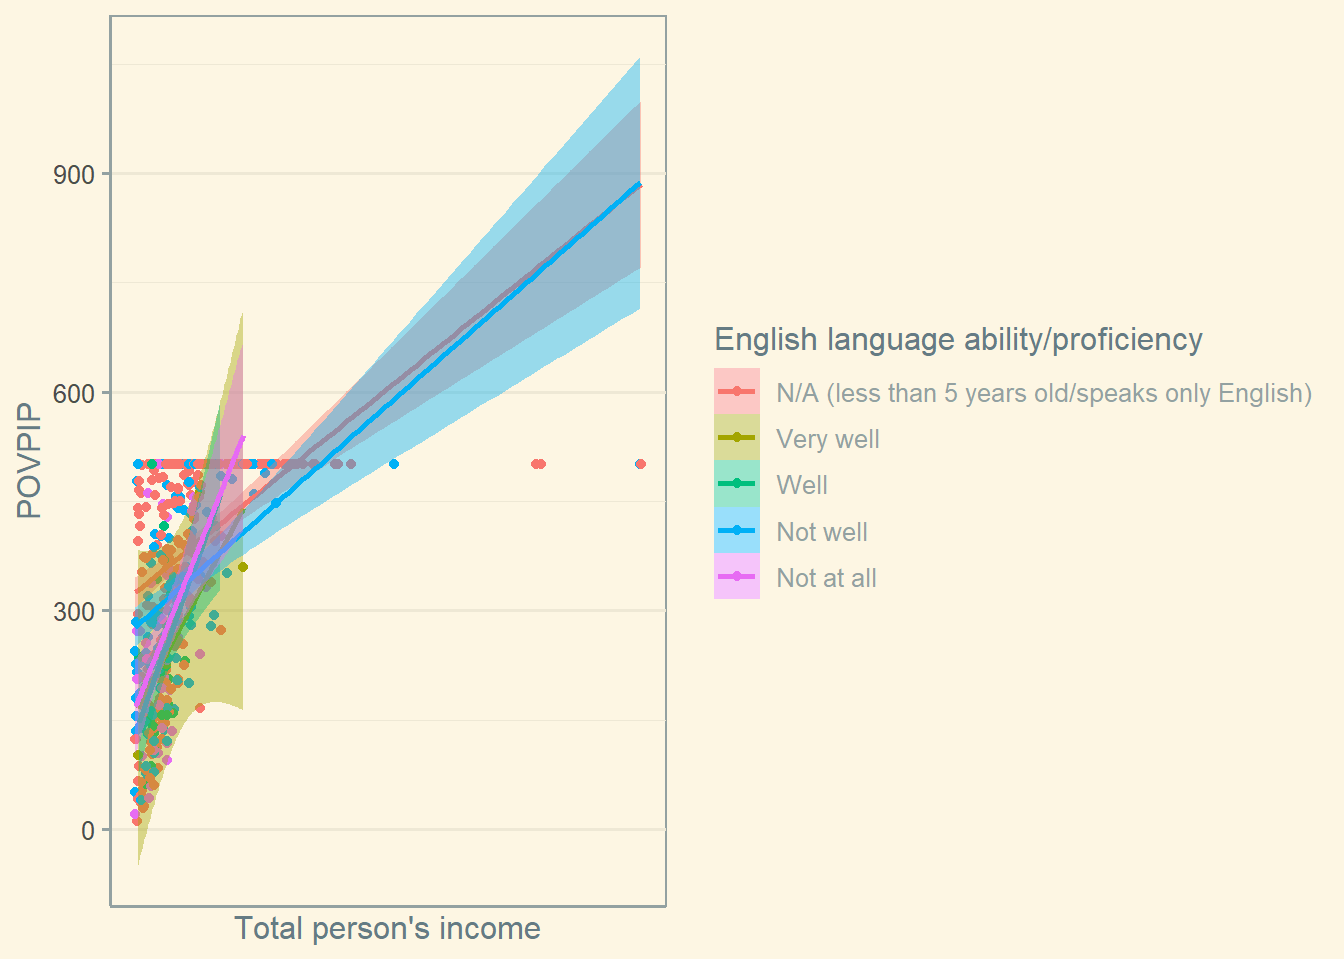 900
600
300
0
POVPIP
Total person's income
English language ability/proficiency
N/A (less than 5 years old/speaks only English)
Very well
Well
Not well
Not at all